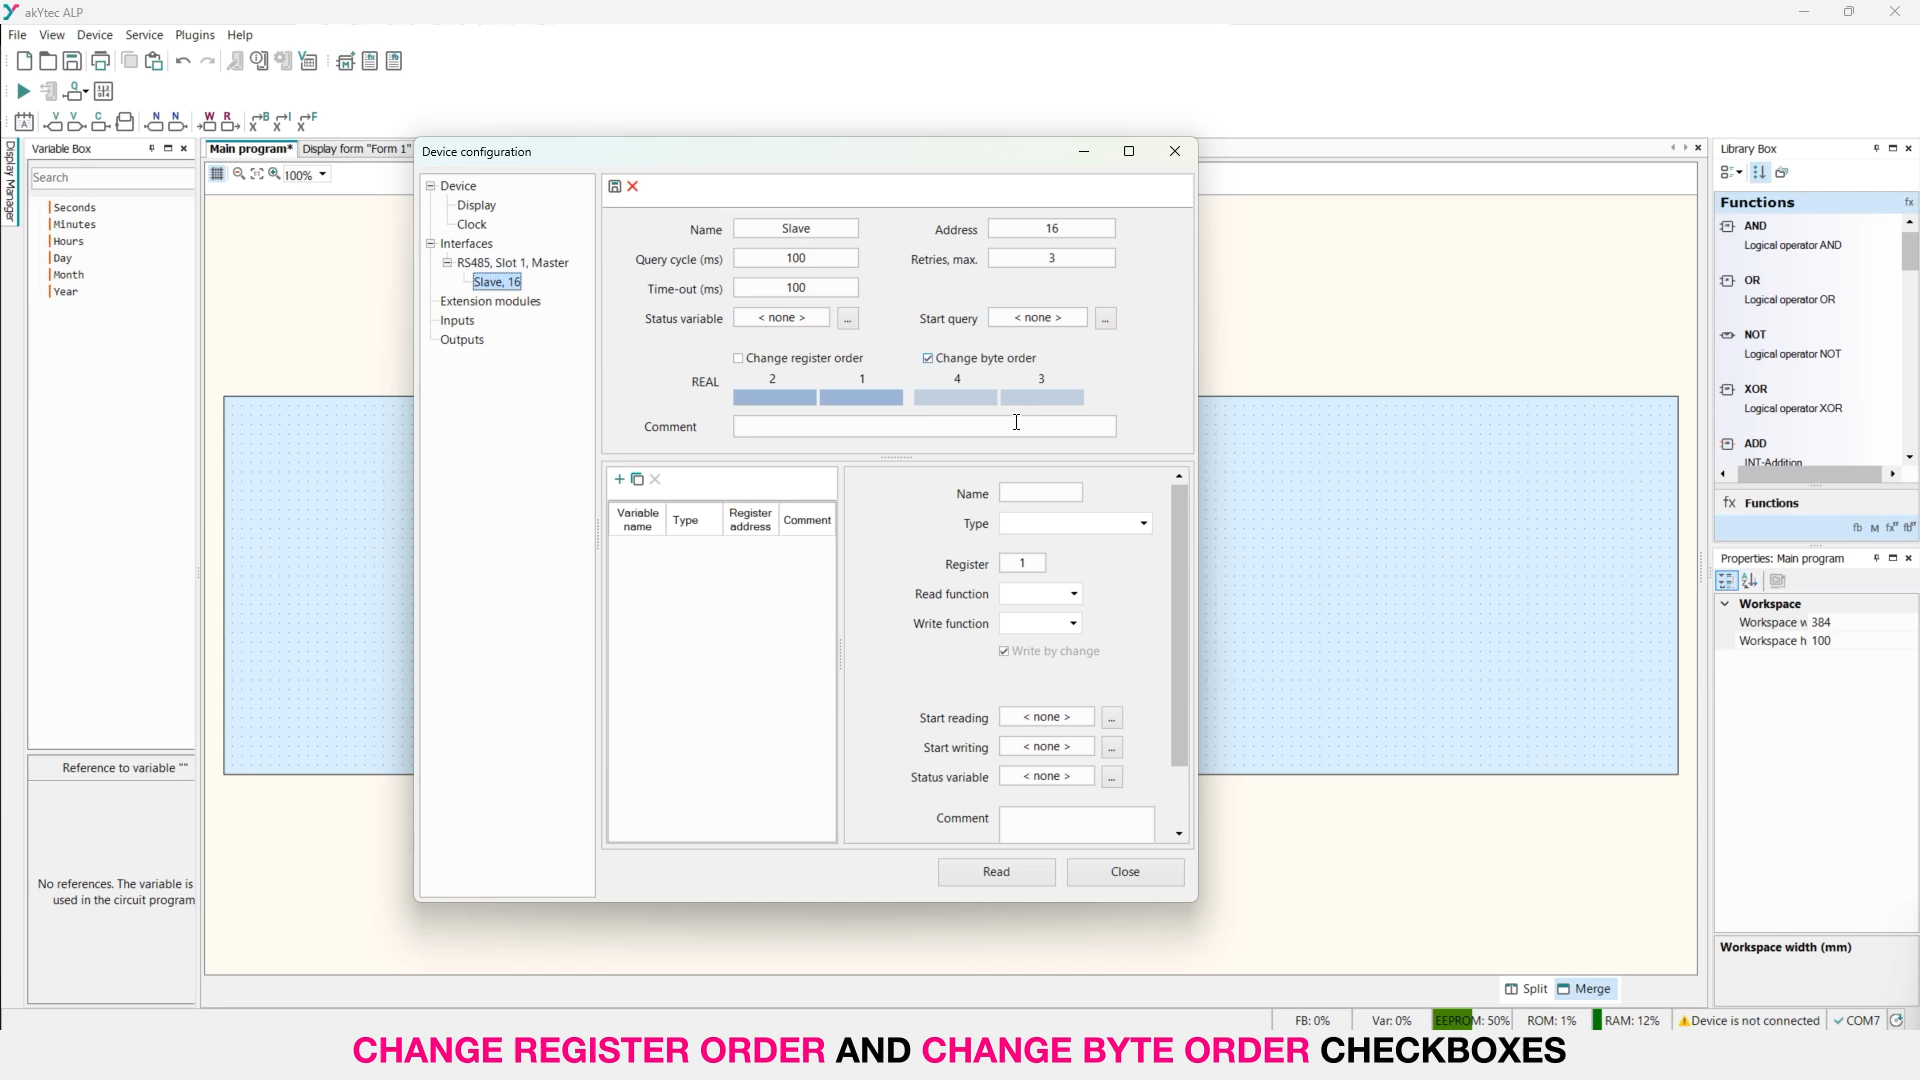 akYtec ALP
File View Device Service Plugins Help
Display Manager
Variable Box
Search
Seconds
Minutes
Hours
Day
Month
Year
Reference to variable ""
No references. The variable is
used in the circuit program
Main program* Display form "Form 1"
100%
Device configuration
Device
Display
Clock
Interfaces
RS485, Slot 1, Master
Slave, 16
Extension modules
Inputs
Outputs
Name Slave Address 16
Query cycle (ms) 100 Retries, max. 3
Time-out (ms) 100
Status variable < none > ... Start query < none > ...
Change register order Change byte order
REAL 2 1 4 3
Comment
Variable name Type Register address Comment
Name
Type
Register 1
Read function
Write function
Write by change
Start reading < none > ...
Start writing < none > ...
Status variable < none > ...
Comment
Read Close
Library Box
Functions fx
AND
Logical operator AND
OR
Logical operator OR
NOT
Logical operator NOT
XOR
Logical operator XOR
ADD
INT-Addition
fx Functions
fb M
Properties: Main program
Workspace
Workspace w 384
Workspace h 100
Workspace width (mm)
Split Merge
FB: 0% Var: 0% EEPROM: 50% ROM: 1% RAM: 12% Device is not connected COM7
CHANGE REGISTER ORDER AND CHANGE BYTE ORDER CHECKBOXES